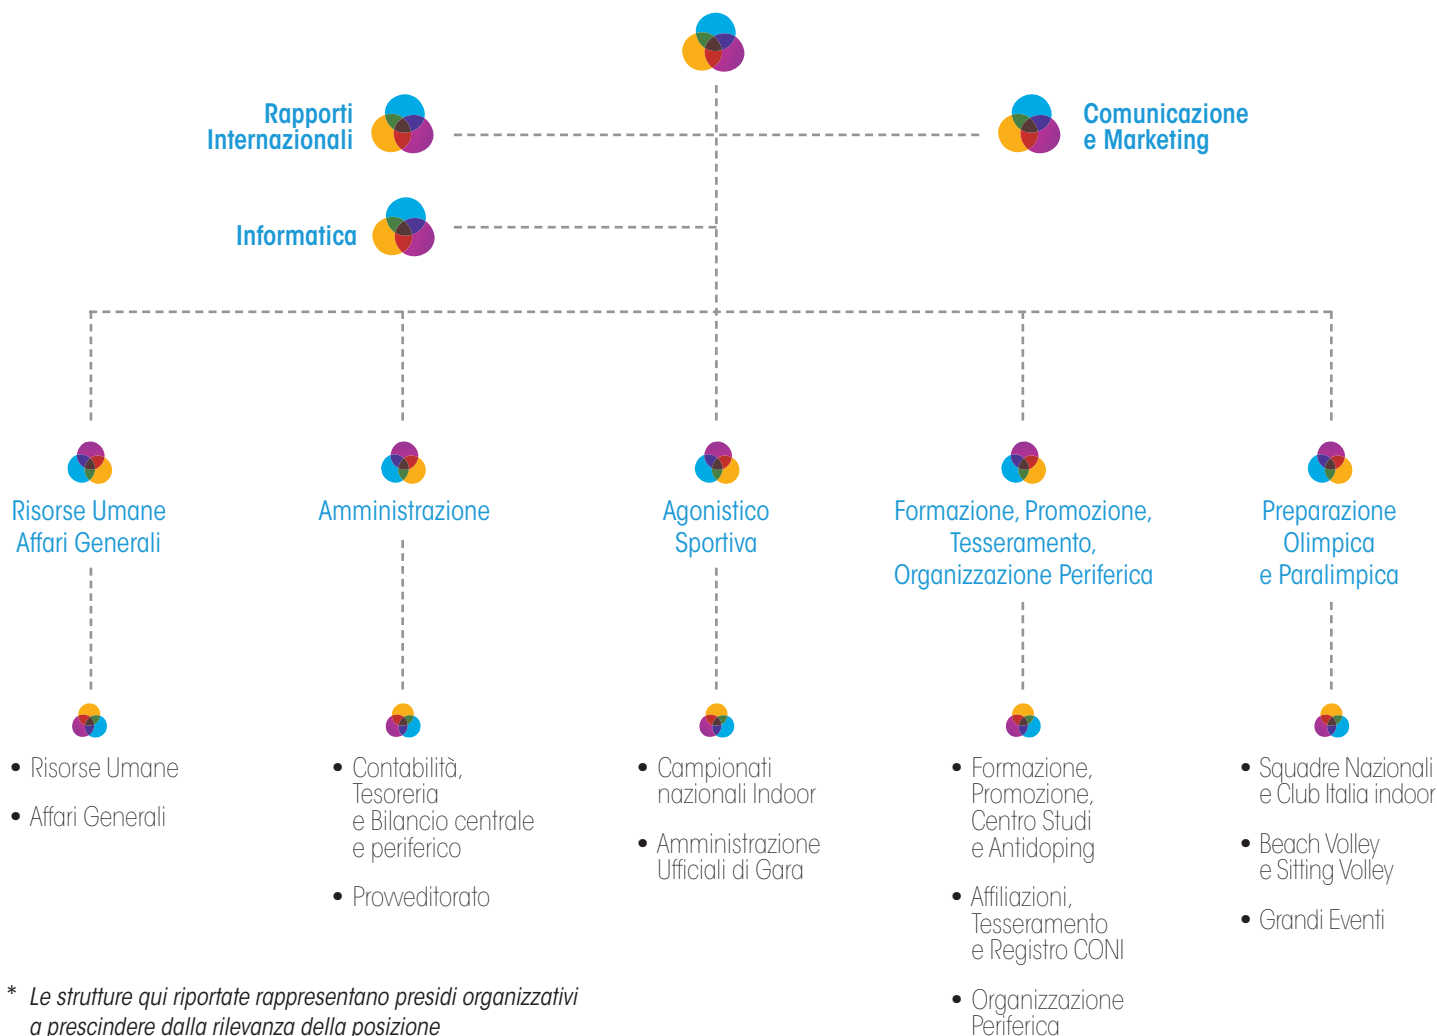 Rapporti
Internazionali
Comunicazione
e Marketing
Informatica
Risorse Umane
Affari Generali
Amministrazione
Agonistico
Sportiva
Formazione, Promozione,
Tesseramento,
Organizzazione Periferica
Preparazione
Olimpica
e Paralimpica
• Risorse Umane
• Affari Generali
• Contabilità,
Tesoreria
e Bilancio centrale
e periferico
• Provveditorato
• Campionati
nazionali Indoor
• Amministrazione
Ufficiali di Gara
• Formazione,
Promozione,
Centro Studi
e Antidoping
• Affiliazioni,
Tesseramento
e Registro CONI
• Organizzazione
Periferica
• Squadre Nazionali
e Club Italia indoor
• Beach Volley
e Sitting Volley
• Grandi Eventi
* Le strutture qui riportate rappresentano presidi organizzativi
a prescindere dalla rilevanza della posizione